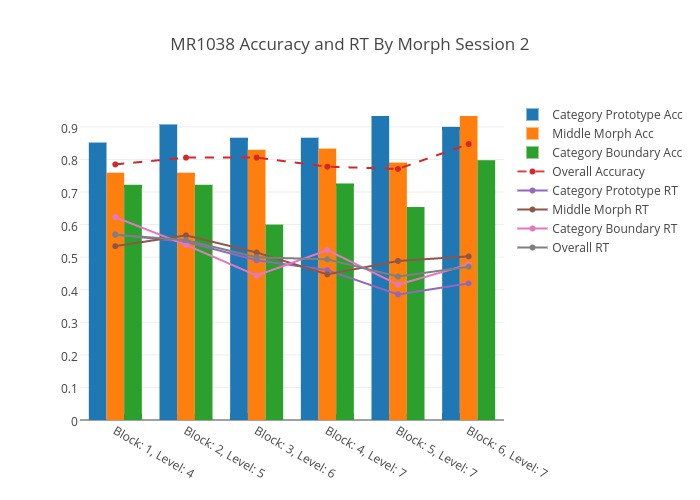 MR1038 Accuracy and RT By Morph Session 2
0.9
0.8
0.7
0.6
0.5
0.4
0.3
0.2
0.1
0
Block: 1, Level: 4
Block: 2, Level: 5
Block: 3, Level: 6
Block: 4, Level: 7
Block: 5, Level: 7
Block: 6, Level: 7
Category Prototype Acc
Middle Morph Acc
Category Boundary Acc
Overall Accuracy
Category Prototype RT
Middle Morph RT
Category Boundary RT
Overall RT